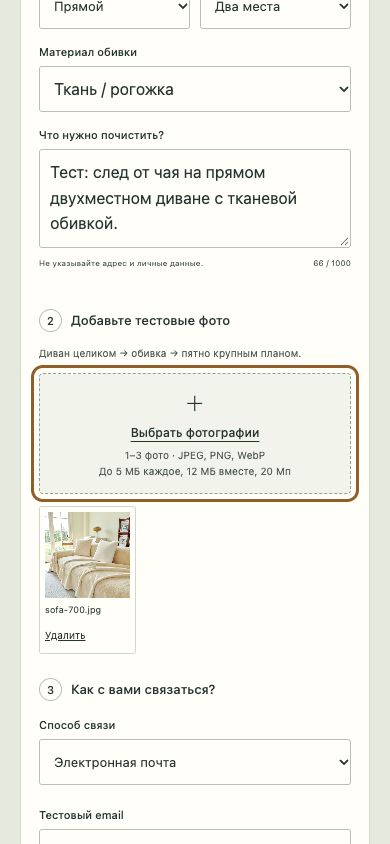 Прямой
Два места
Материал обивки
Ткань / рогожка
Что нужно почистить?
Тест: след от чая на прямом
двухместном диване с тканевой
обивкой.
Не указывайте адрес и личные данные.
66 / 1000
2
Добавьте тестовые фото
Диван целиком → обивка → пятно крупным планом.
+
Выбрать фотографии
1–3 фото · JPEG, PNG, WebP
До 5 МБ каждое, 12 МБ вместе, 20 Мп
sofa-700.jpg
Удалить
3
Как с вами связаться?
Способ связи
Электронная почта
Тестовый email